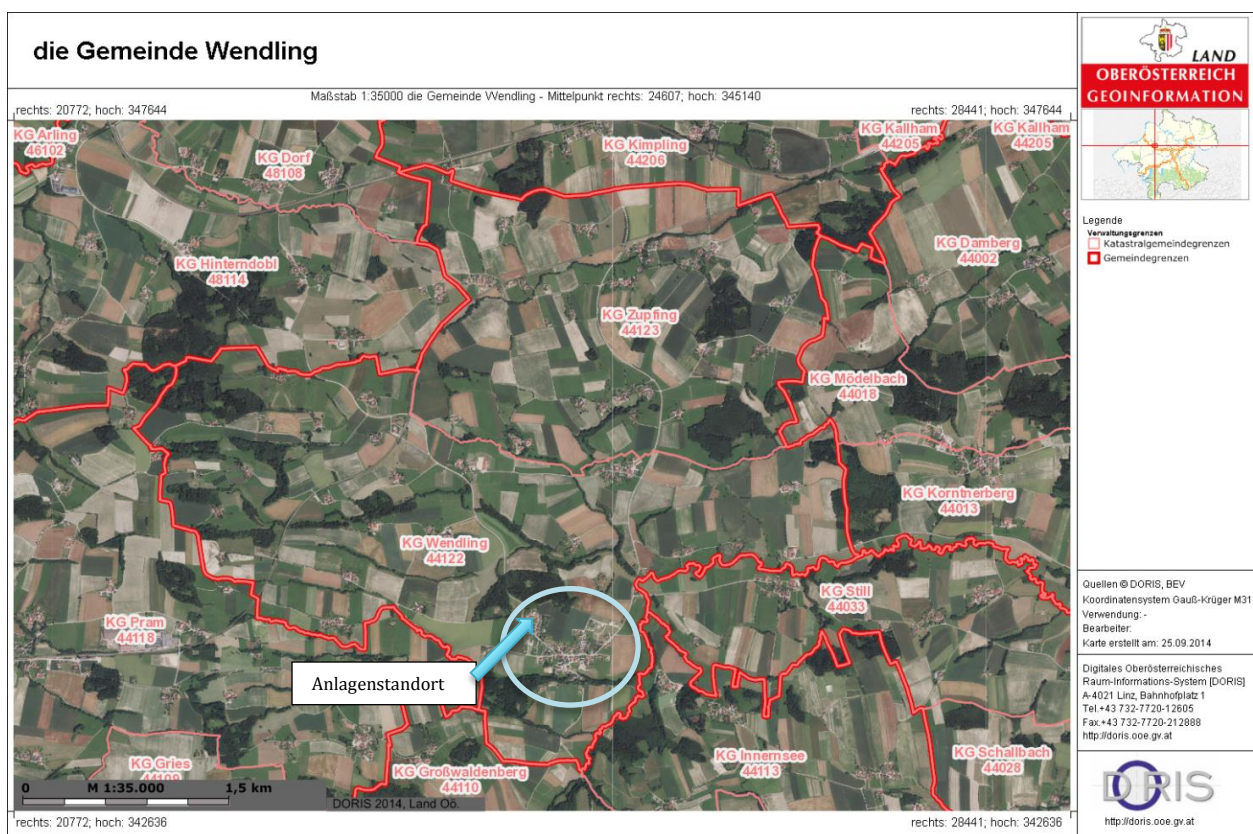 die Gemeinde Wendling
Maßstab 1:35000 die Gemeinde Wendling - Mittelpunkt rechts: 24607; hoch: 345140
rechts: 20772; hoch: 347644
rechts: 28441; hoch: 347644
KG Arling
46102
KG Dorf
48108
KG Kimpling
44206
KG Kallham
44205
KG Kallham
44205
KG Hinterndobl
48114
KG Damberg
44002
KG Zupfing
44123
KG Mödelbach
44018
KG Korntnerberg
44013
KG Wendling
44122
KG Still
44033
KG Pram
44118
Anlagenstandort
KG Gries
44109
KG Großwaldenberg
44110
KG Innernsee
44113
KG Schallbach
44028
0 M 1:35.000 1,5 km
DORIS 2014, Land Oö.
rechts: 20772; hoch: 342636
rechts: 28441; hoch: 342636
LAND
OBERÖSTERREICH
GEOINFORMATION
Legende
Verwaltungsgrenzen
Katastralgemeindegrenzen
Gemeindegrenzen
Quellen © DORIS, BEV
Koordinatensystem Gauß-Krüger M31
Verwendung: -
Bearbeiter:
Karte erstellt am: 25.09.2014
Digitales Oberösterreichisches
Raum-Informations-System [DORIS]
A-4021 Linz, Bahnhofplatz 1
Tel.+43 732-7720-12605
Fax.+43 732-7720-212888
http://doris.ooe.gv.at
DORIS
http://doris.ooe.gv.at